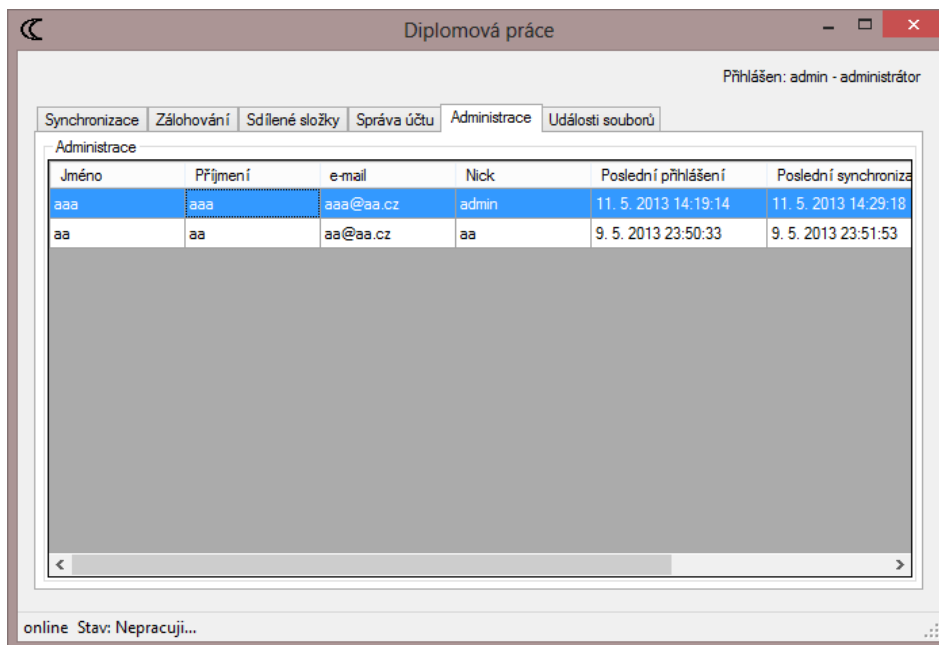 Diplomová práce
Přihlášen: admin - administrátor
Synchronizace Zálohování Sdílené složky Správa účtu Administrace Události souborů
Administrace
Jméno Příjmení e-mail Nick Poslední přihlášení Poslední synchroniza
aaa aaa aaa@aa.cz admin 11. 5. 2013 14:19:14 11. 5. 2013 14:29:18
aa aa aa@aa.cz aa 9. 5. 2013 23:50:33 9. 5. 2013 23:51:53
online Stav: Nepracuji...